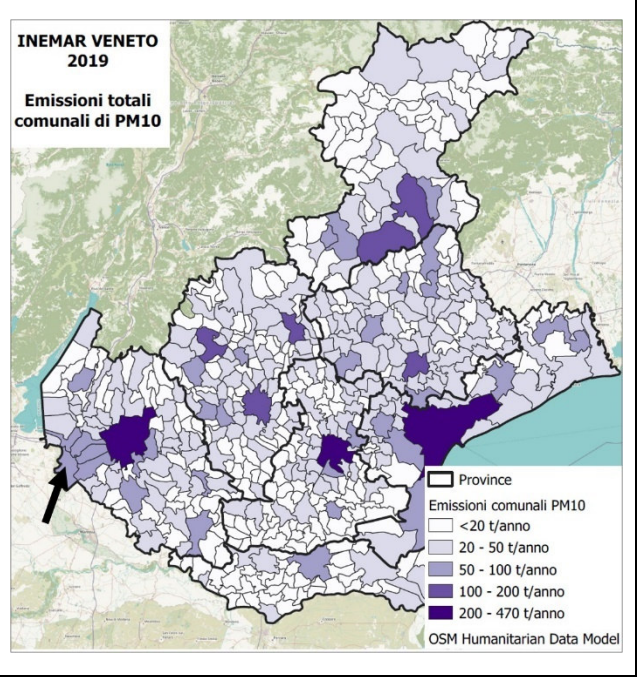 INEMAR VENETO
2019
Emissioni totali
comunali di PM10
Province
Emissioni comunali PM10
<20 t/anno
20 - 50 t/anno
50 - 100 t/anno
100 - 200 t/anno
200 - 470 t/anno
OSM Humanitarian Data Model